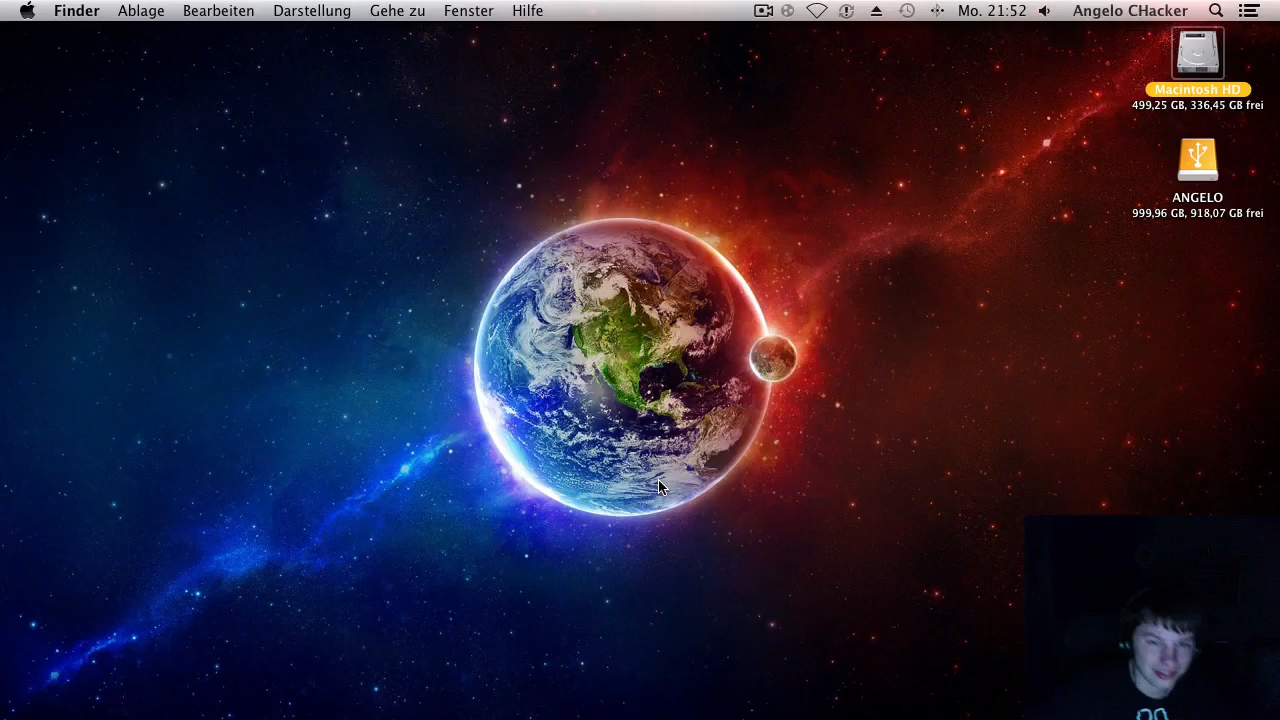 Finder Ablage Bearbeiten Darstellung Gehe zu Fenster Hilfe Mo. 21:52 Angelo CHacker
Macintosh HD
499,25 GB, 336,45 GB frei
ANGELO
999,96 GB, 918,07 GB frei